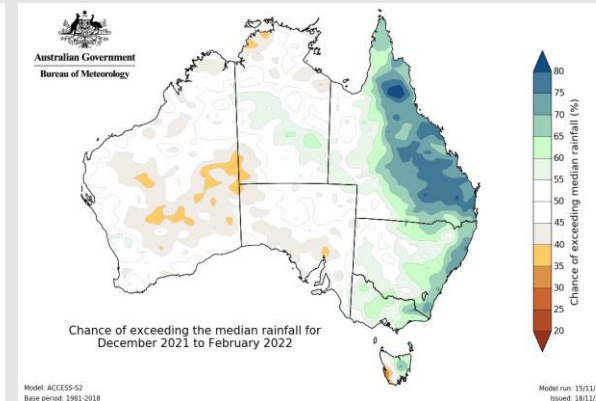 Australian Government
Bureau of Meteorology
80
75
70
65
60
55
50
45
40
35
30
25
20
Chance of exceeding median rainfall (%)
Chance of exceeding the median rainfall for
December 2021 to February 2022
Model: ACCESS-S2
Base period: 1981-2018
Model run: 15/11/
Issued: 18/11/